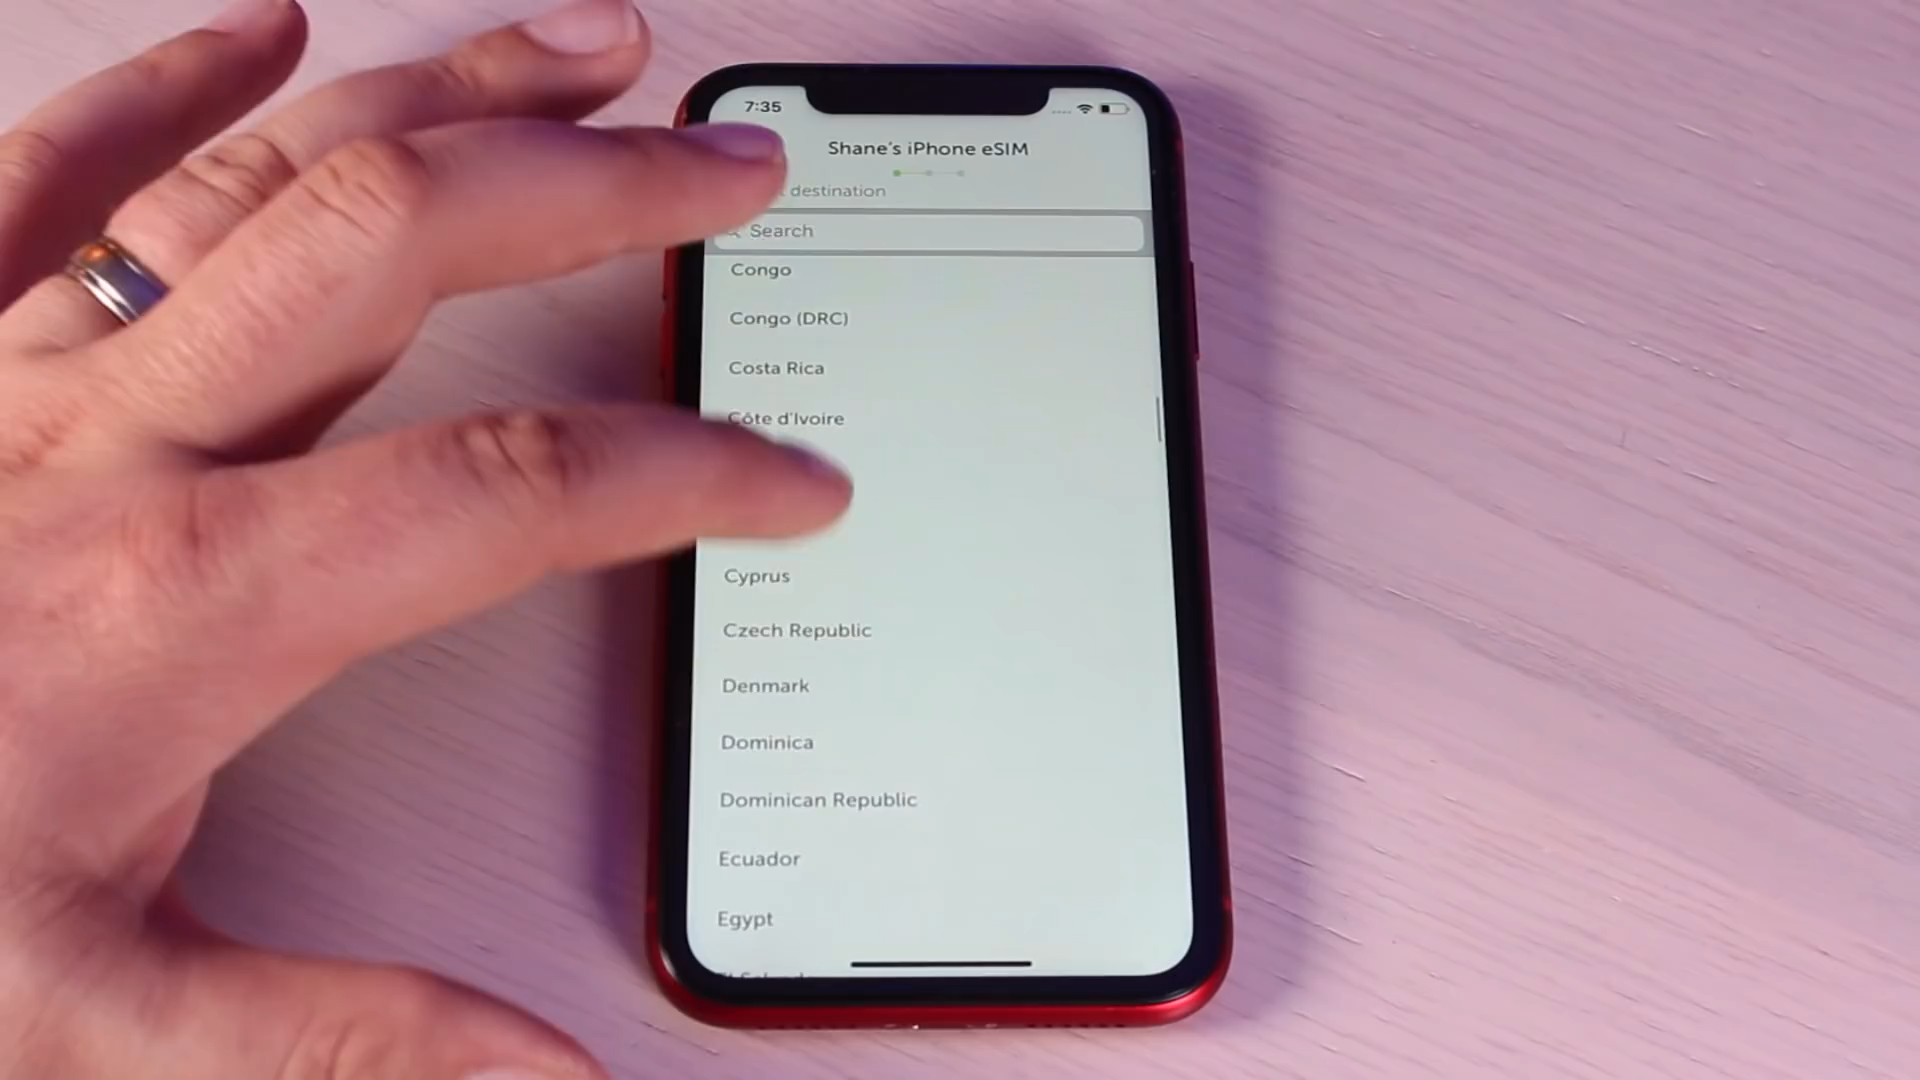 7:35
Shane's iPhone eSIM
destination
Search
Congo
Congo (DRC)
Costa Rica
Côte d'Ivoire
Cyprus
Czech Republic
Denmark
Dominica
Dominican Republic
Ecuador
Egypt